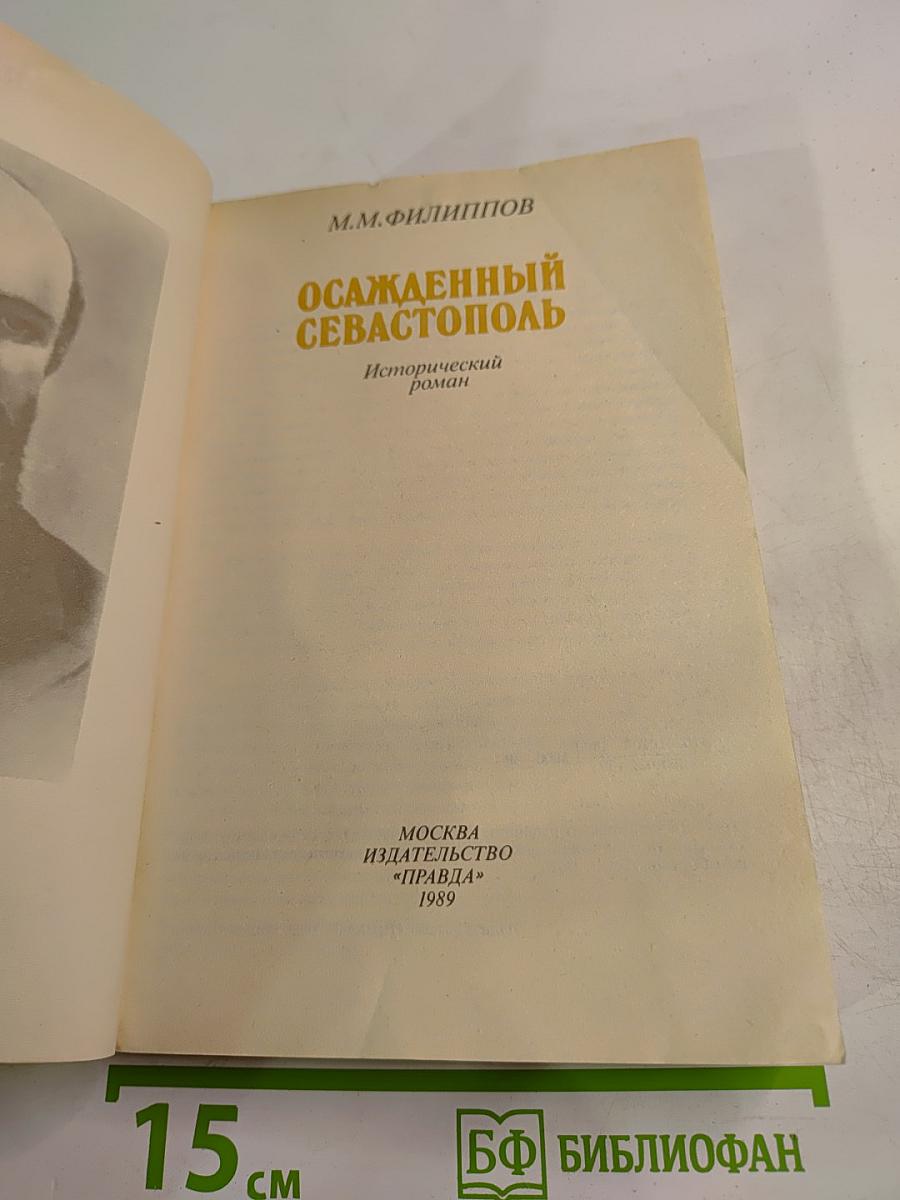 М.М.ФИЛИППОВ
ОСАЖДЕННЫЙ
СЕВАСТОПОЛЬ
Исторический
роман
МОСКВА
ИЗДАТЕЛЬСТВО
«ПРАВДА»
1989
15 см
БФ БИБЛИОФАН